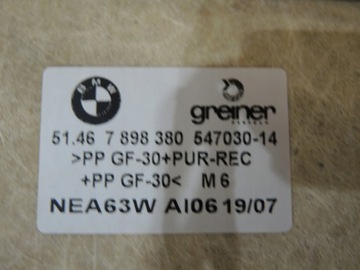 BMW
greiner
51.46 7 898 380 547030-14
>PP GF-30+PUR-REC
+PP GF-30< M6
NEA63W AI06 19/07